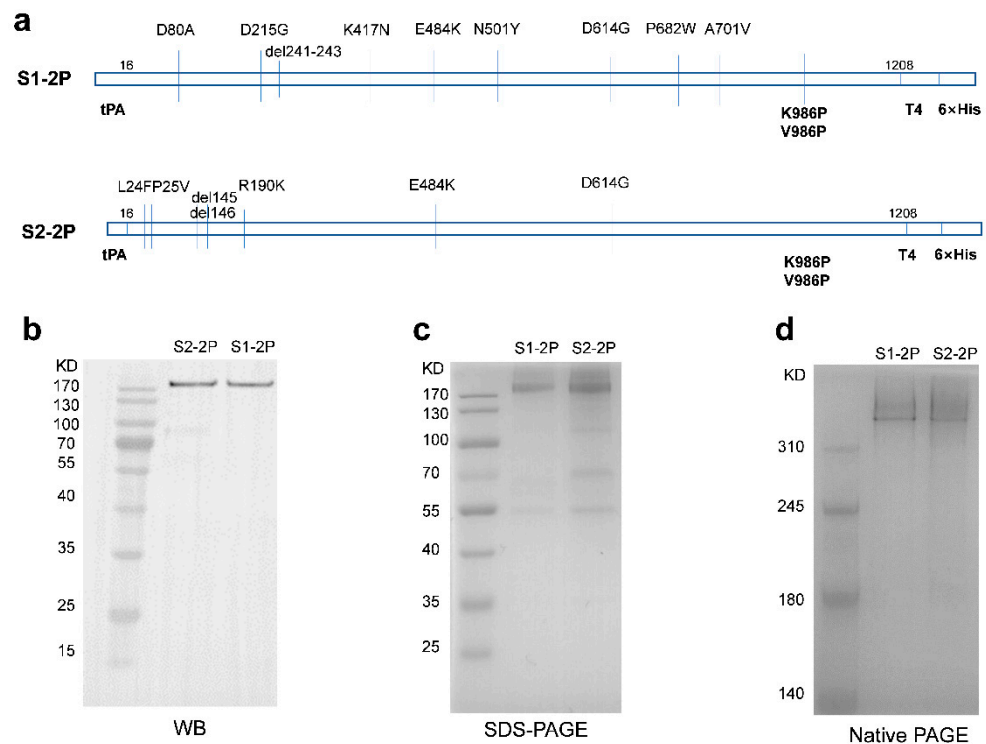 a
D80A D215G K417N E484K N501Y D614G P682W A701V
del241-243
16 1208
S1-2P
tPA K986P T4 6×His
V986P
L24FP25V del145 R190K E484K D614G
16 del146 1208
S2-2P
tPA K986P T4 6×His
V986P
b
S2-2P S1-2P
KD
170
130
100
70
55
40
35
25
15
WB
c
S1-2P S2-2P
KD
170
130
100
70
55
40
35
25
SDS-PAGE
d
S1-2P S2-2P
KD
310
245
180
140
Native PAGE